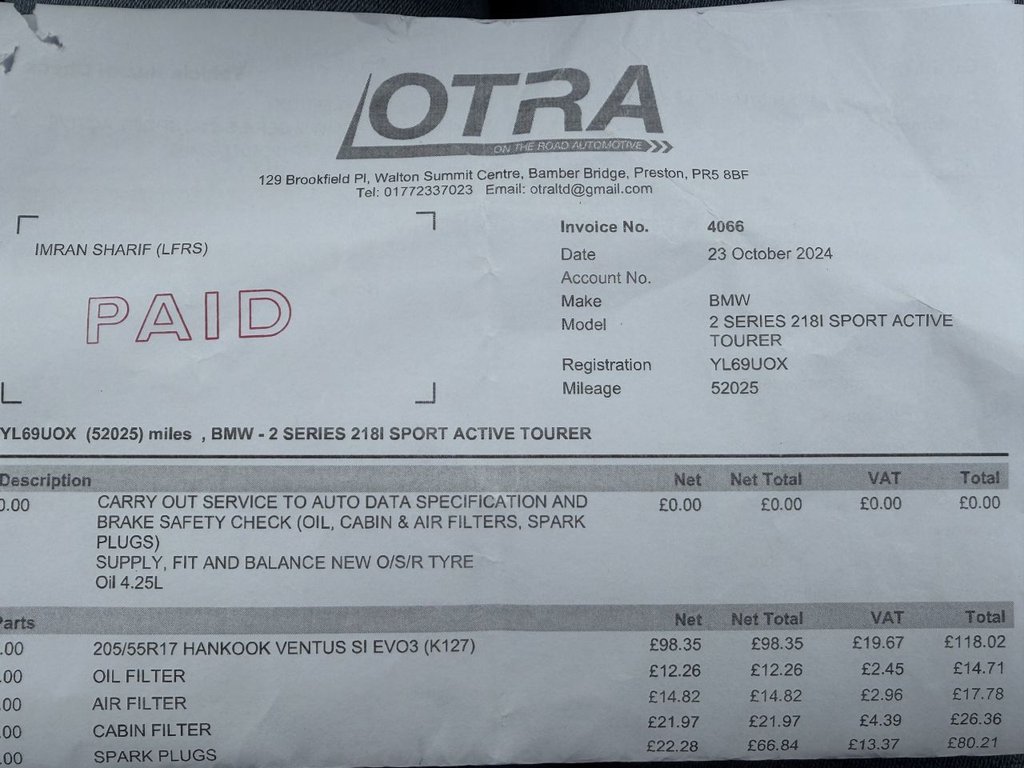 OTRA
ON THE ROAD AUTOMOTIVE
129 Brookfield Pl, Walton Summit Centre, Bamber Bridge, Preston, PR5 8BF
Tel: 01772337023 Email: otraltd@gmail.com
IMRAN SHARIF (LFRS)
PAID
Invoice No. 4066
Date 23 October 2024
Account No.
Make BMW
Model 2 SERIES 218I SPORT ACTIVE
TOURER
Registration YL69UOX
Mileage 52025
YL69UOX (52025) miles , BMW - 2 SERIES 218I SPORT ACTIVE TOURER
Description Net Net Total VAT Total
0.00 CARRY OUT SERVICE TO AUTO DATA SPECIFICATION AND £0.00 £0.00 £0.00 £0.00
BRAKE SAFETY CHECK (OIL, CABIN & AIR FILTERS, SPARK
PLUGS)
SUPPLY, FIT AND BALANCE NEW O/S/R TYRE
Oil 4.25L
Parts Net Net Total VAT Total
.00 205/55R17 HANKOOK VENTUS SI EVO3 (K127) £98.35 £98.35 £19.67 £118.02
.00 OIL FILTER £12.26 £12.26 £2.45 £14.71
.00 AIR FILTER £14.82 £14.82 £2.96 £17.78
.00 CABIN FILTER £21.97 £21.97 £4.39 £26.36
.00 SPARK PLUGS £22.28 £66.84 £13.37 £80.21